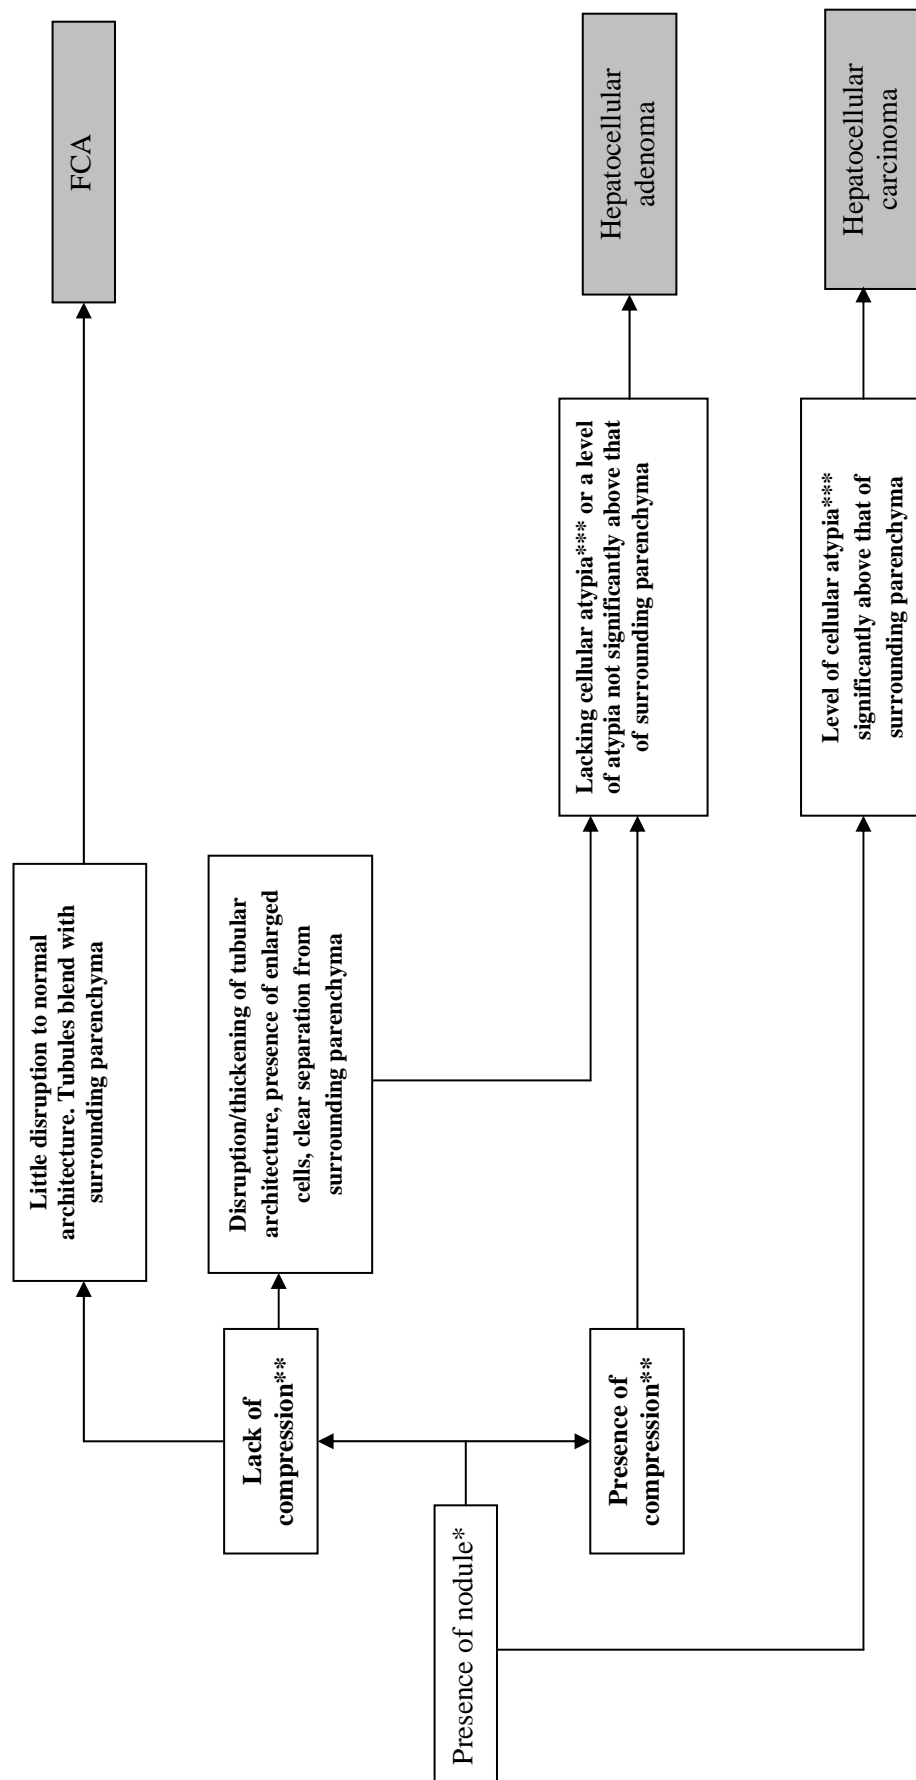 Presence of nodule*
Lack of
compression**
Presence of
compression**
Little disruption to normal
architecture. Tubules blend with
surrounding parenchyma
Disruption/thickening of tubular
architecture, presence of enlarged
cells, clear separation from
surrounding parenchyma
Lacking cellular atypia*** or a level
of atypia not significantly above that
of surrounding parenchyma
Level of cellular atypia***
significantly above that of
surrounding parenchyma
FCA
Hepatocellular
adenoma
Hepatocellular
carcinoma